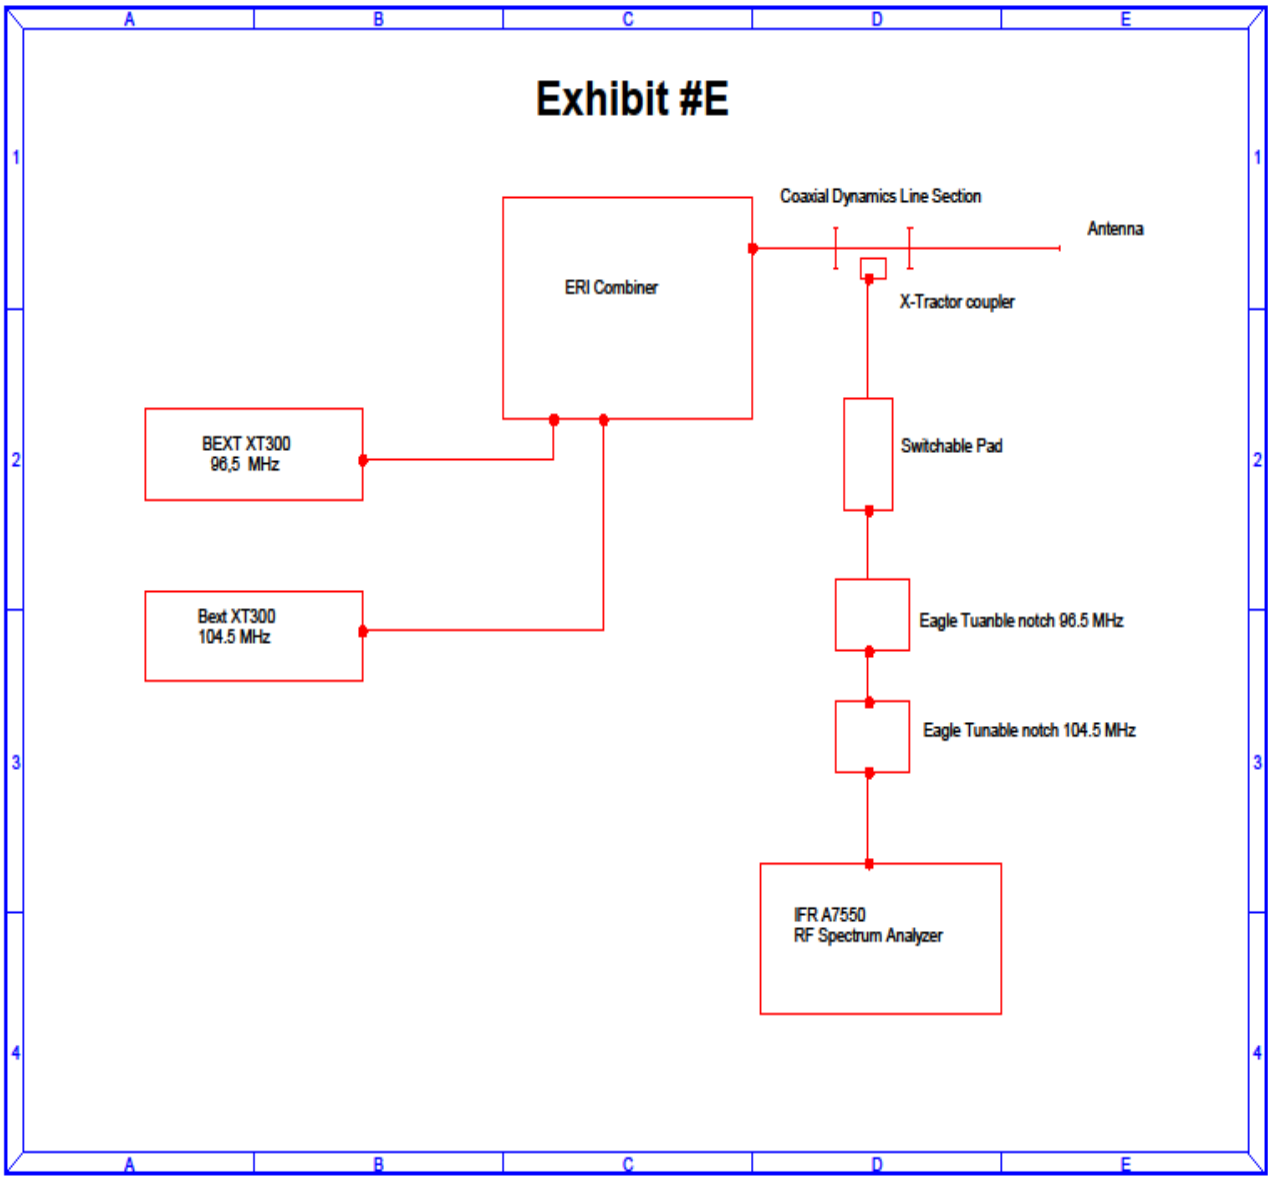 A B C D E
Exhibit #E
1 1
Coaxial Dynamics Line Section
Antenna
ERI Combiner
X-Tractor coupler
BEXT XT300
96,5 MHz
Switchable Pad
2 2
Bext XT300
104.5 MHz
Eagle Tuanble notch 96.5 MHz
Eagle Tunable notch 104.5 MHz
3 3
IFR A7550
RF Spectrum Analyzer
4 4
A B C D E